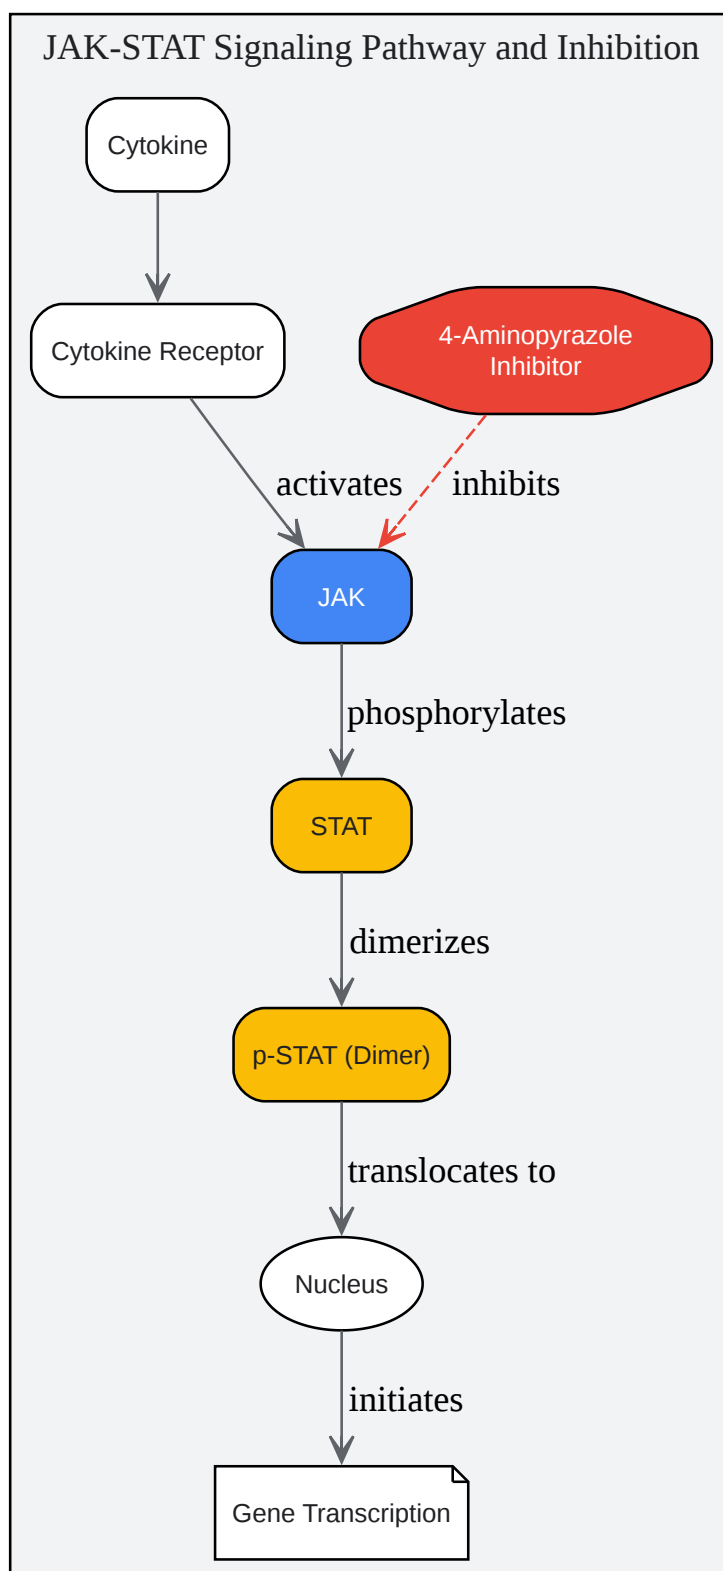 JAK-STAT Signaling Pathway and Inhibition
Cytokine
Cytokine Receptor
4-Aminopyrazole
Inhibitor
activates
inhibits
JAK
phosphorylates
STAT
dimerizes
p-STAT (Dimer)
translocates to
Nucleus
initiates
Gene Transcription